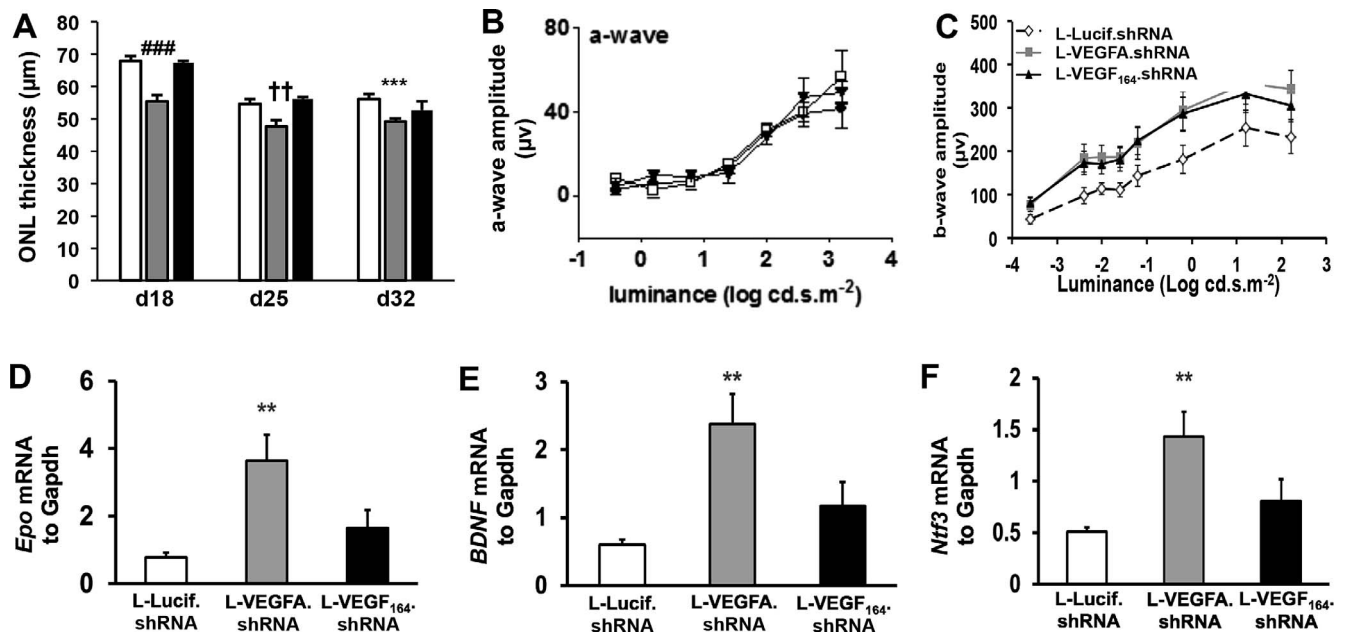 A
ONL thickness (µm)
80
70
60
50
40
30
20
10
0
###
††
***
d18 d25 d32
B
a-wave
a-wave amplitude
(µv)
80
40
0
-1 0 1 2 3 4
luminance (log cd.s.m-2)
C
b-wave amplitude
(µv)
500
400
300
200
100
0
L-Lucif.shRNA
L-VEGFA.shRNA
L-VEGF164.shRNA
-4 -3 -2 -1 0 1 2 3
Luminance (Log cd.s.m-2)
D
Epo mRNA
to Gapdh
6
4
2
0
**
L-Lucif. L-VEGFA. L-VEGF164.
shRNA shRNA shRNA
E
BDNF mRNA
to Gapdh
3
2
1
0
**
L-Lucif. L-VEGFA. L-VEGF164.
shRNA shRNA shRNA
F
Ntf3 mRNA
to Gapdh
2
1.5
1
0.5
0
**
L-Lucif. L-VEGFA. L-VEGF164.
shRNA shRNA shRNA